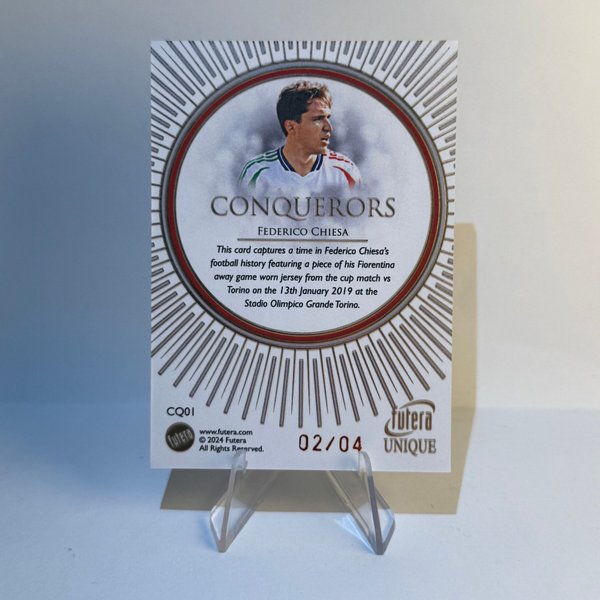 CONQUERORS
FEDERICO CHIESA
This card captures a time in Federico Chiesa's
football history featuring a piece of his Fiorentina
away game worn jersey from the cup match vs
Torino on the 13th January 2019 at the
Stadio Olimpico Grande Torino.
CQ01
futera
www.futera.com
© 2024 Futera
All Rights Reserved.
02/04
futera
UNIQUE